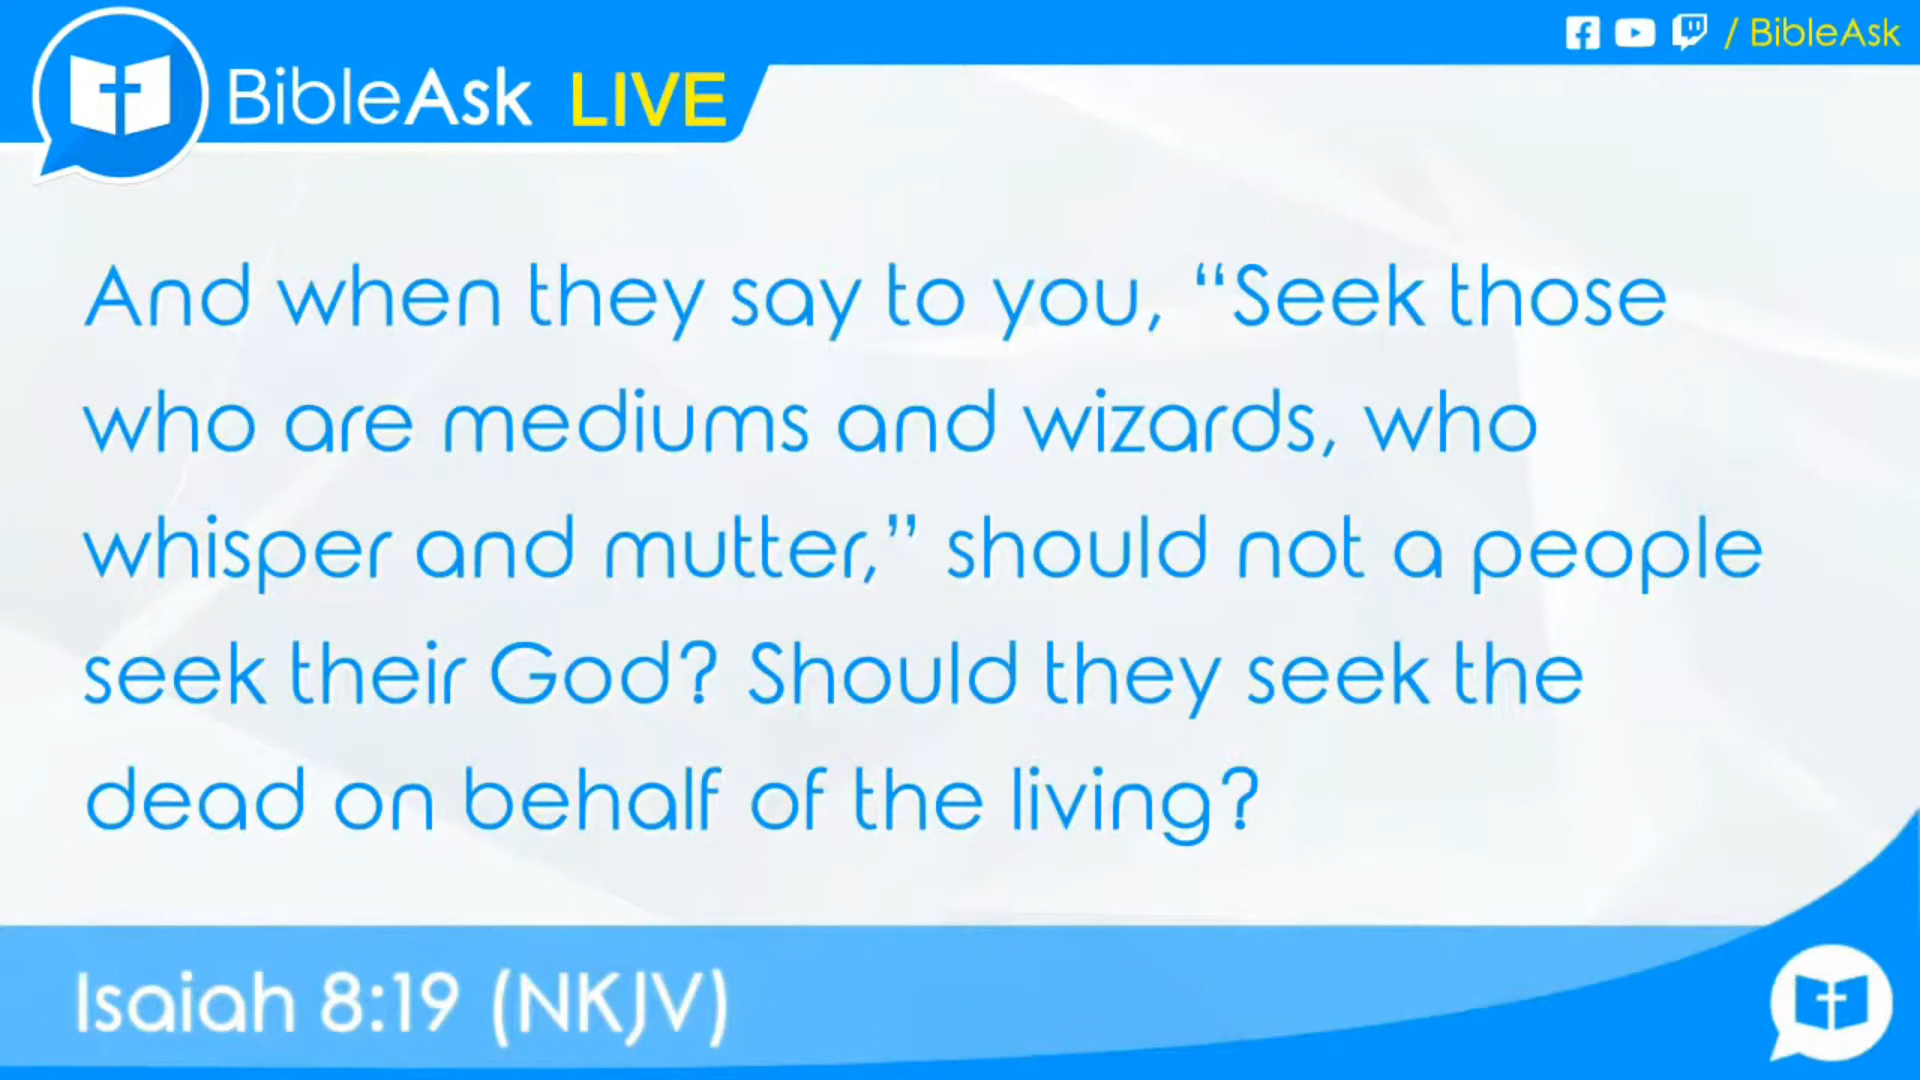 BibleAsk LIVE
/ BibleAsk
And when they say to you, “Seek those
who are mediums and wizards, who
whisper and mutter,” should not a people
seek their God? Should they seek the
dead on behalf of the living?
Isaiah 8:19 (NKJV)